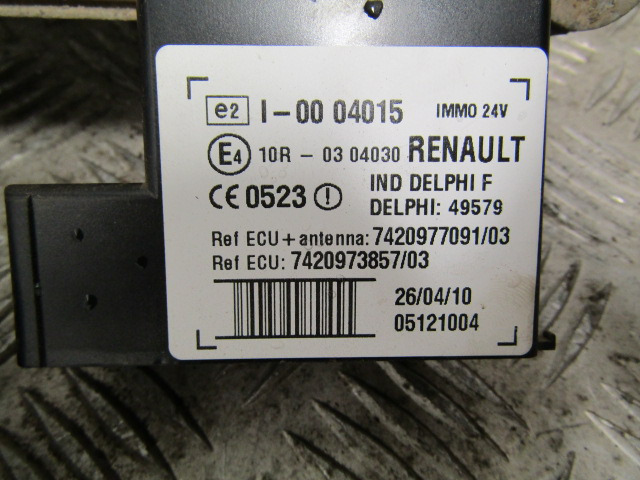 e2 I-00 04015 IMMO 24V
E4 10R - 03 04030 RENAULT
CE 0523 ! IND DELPHI F
DELPHI: 49579
Ref ECU + antenna: 7420977091/03
Ref ECU: 7420973857/03
26/04/10
05121004